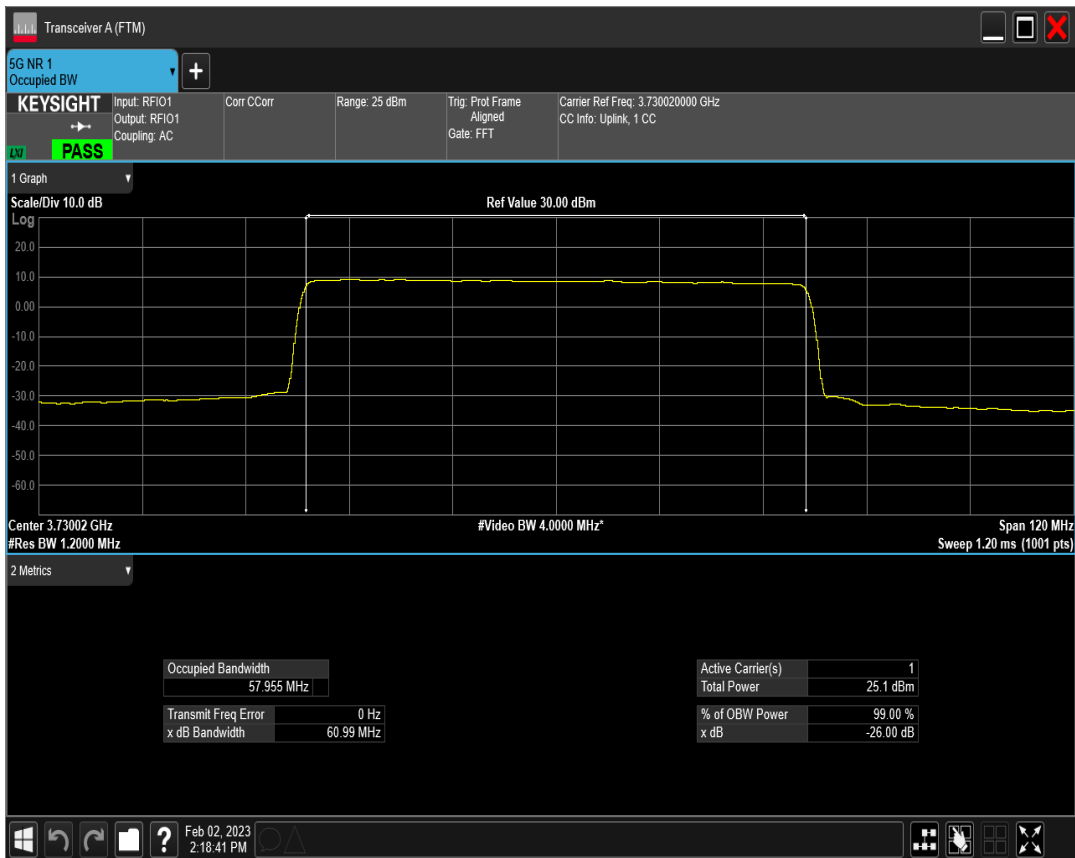 Transceiver A (FTM)
5G NR 1
Occupied BW
+
KEYSIGHT
LXI
PASS
Input: RFIO1
Output: RFIO1
Coupling: AC
Corr CCorr
Range: 25 dBm
Trig: Prot Frame
Aligned
Gate: FFT
Carrier Ref Freq: 3.730020000 GHz
CC Info: Uplink, 1 CC
1 Graph
Scale/Div 10.0 dB
Ref Value 30.00 dBm
Log
20.0
10.0
0.00
-10.0
-20.0
-30.0
-40.0
-50.0
-60.0
Center 3.73002 GHz
#Video BW 4.0000 MHz*
Span 120 MHz
#Res BW 1.2000 MHz
Sweep 1.20 ms (1001 pts)
2 Metrics
Occupied Bandwidth
57.955 MHz
Transmit Freq Error 0 Hz
x dB Bandwidth 60.99 MHz
Active Carrier(s) 1
Total Power 25.1 dBm
% of OBW Power 99.00 %
x dB -26.00 dB
?
Feb 02, 2023
2:18:41 PM